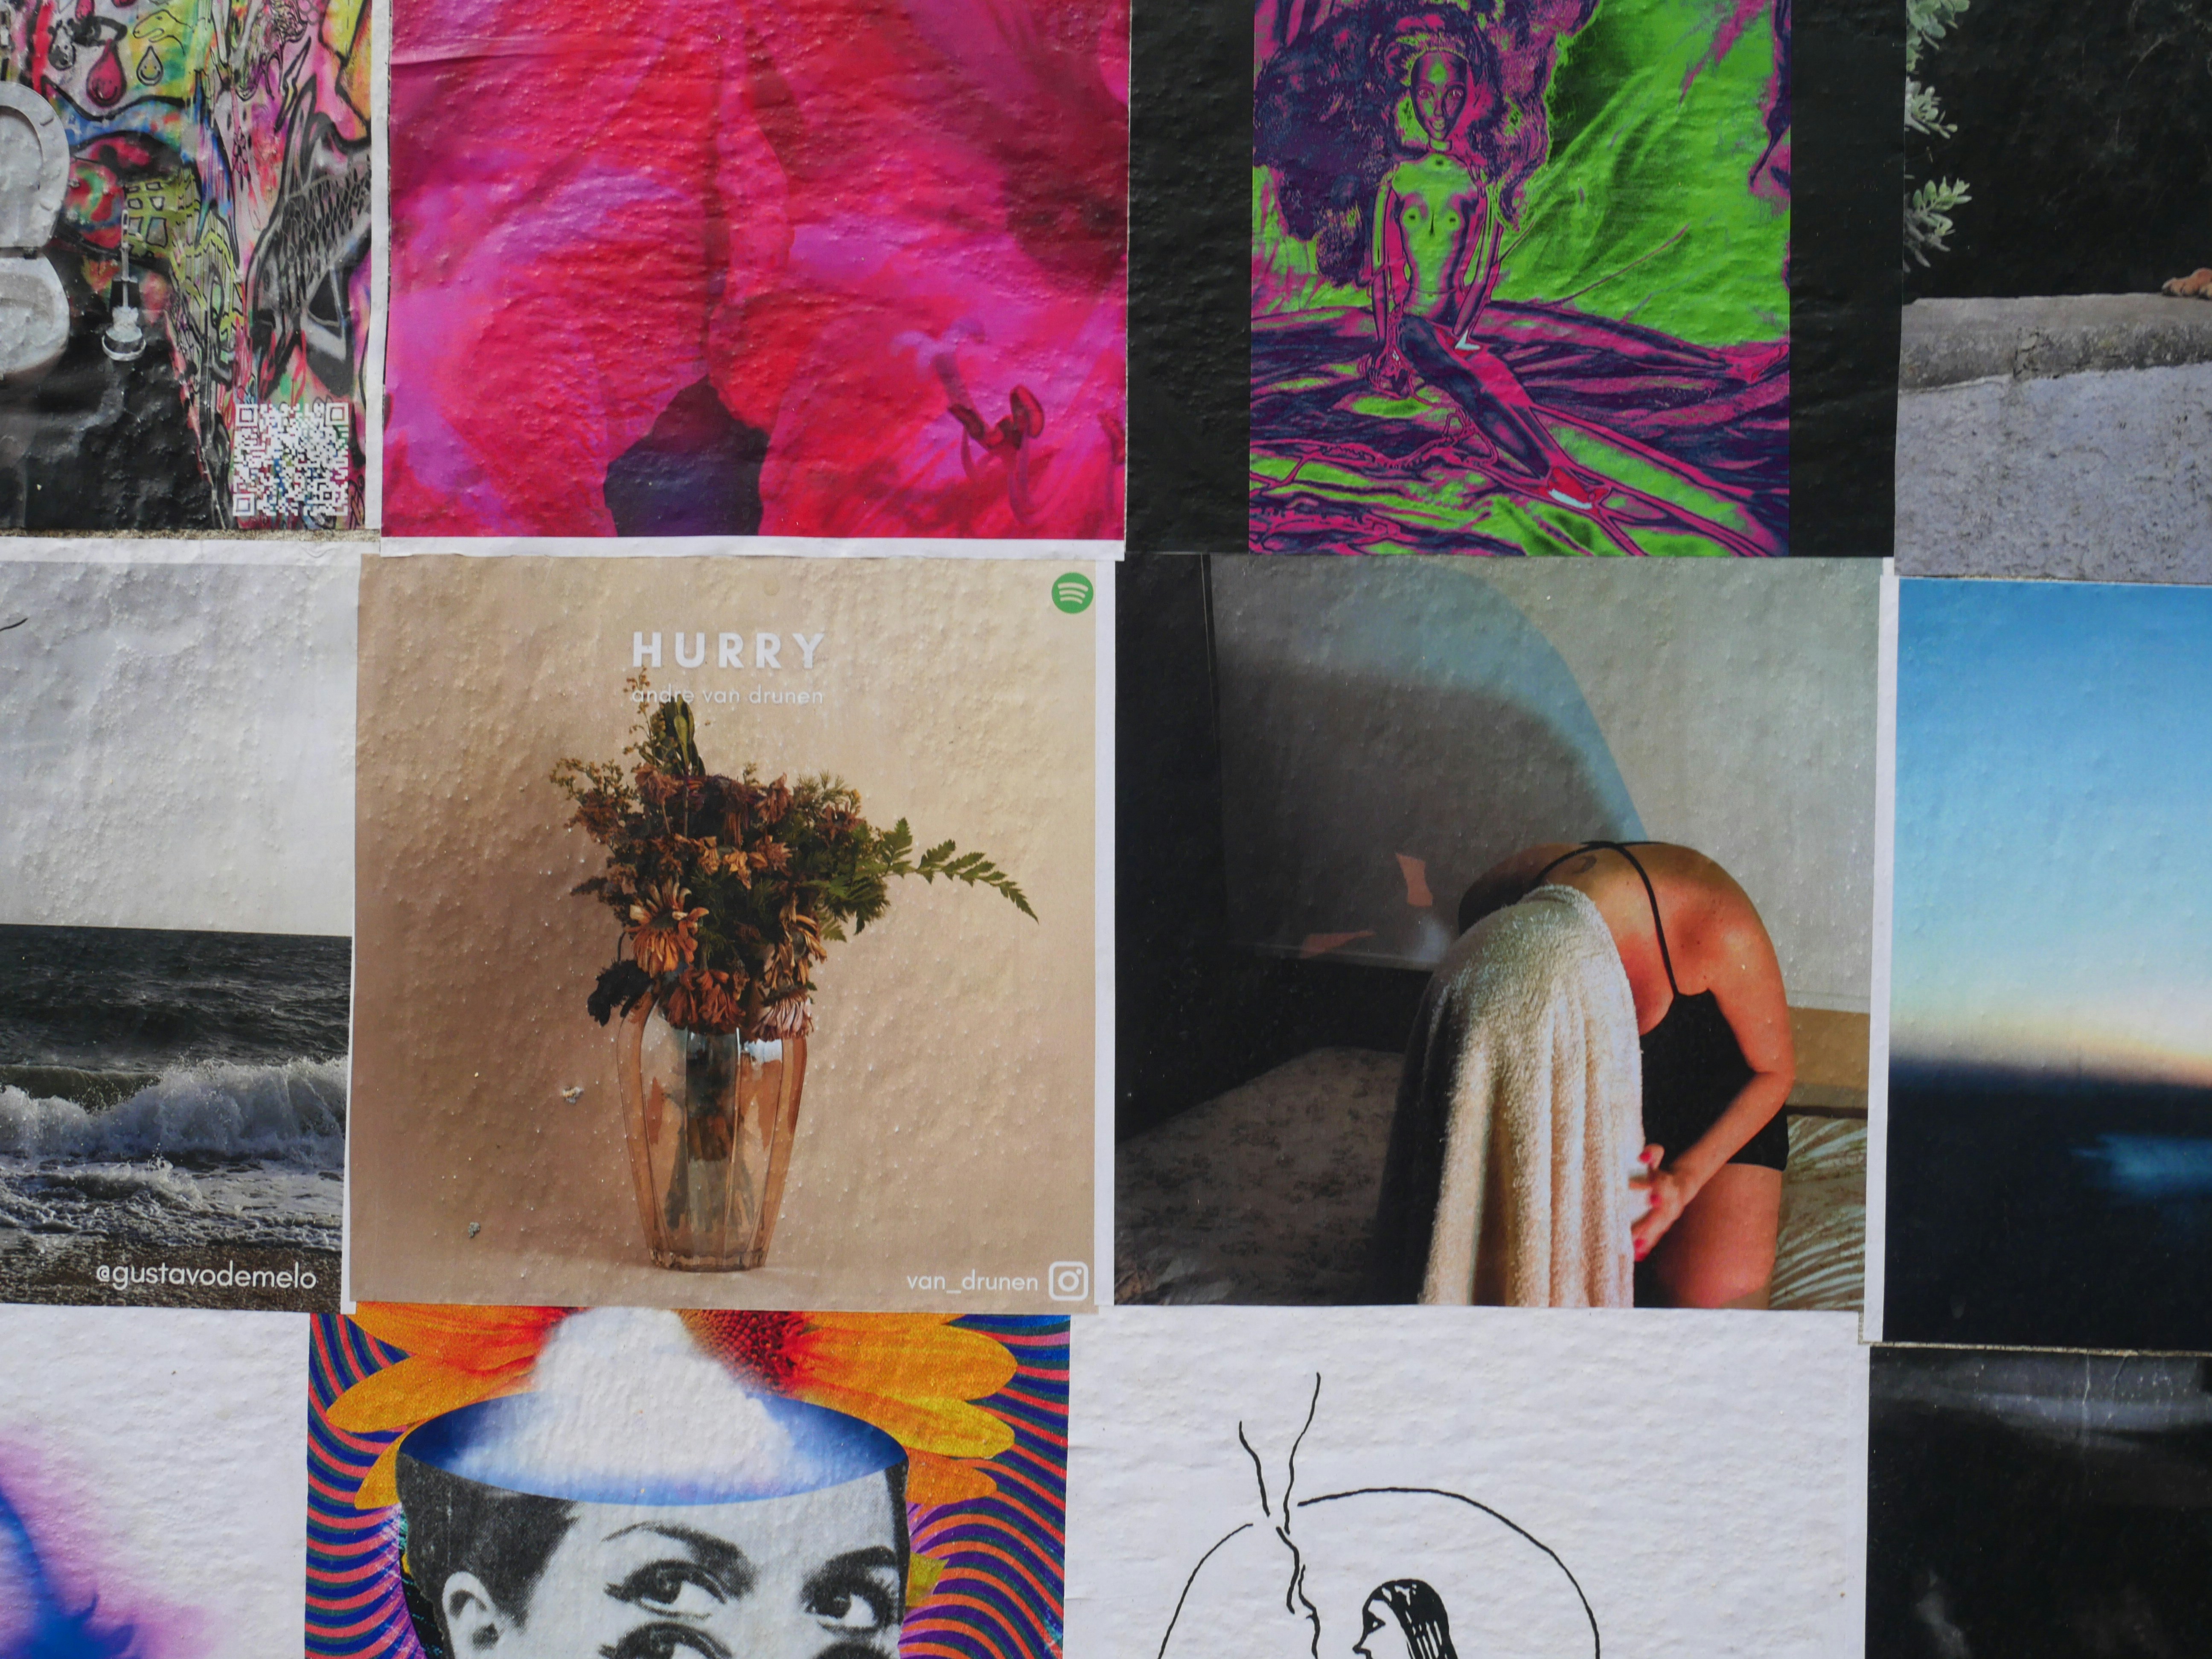 HURRY
andre van drunen
@gustavodemelo
van_drunen